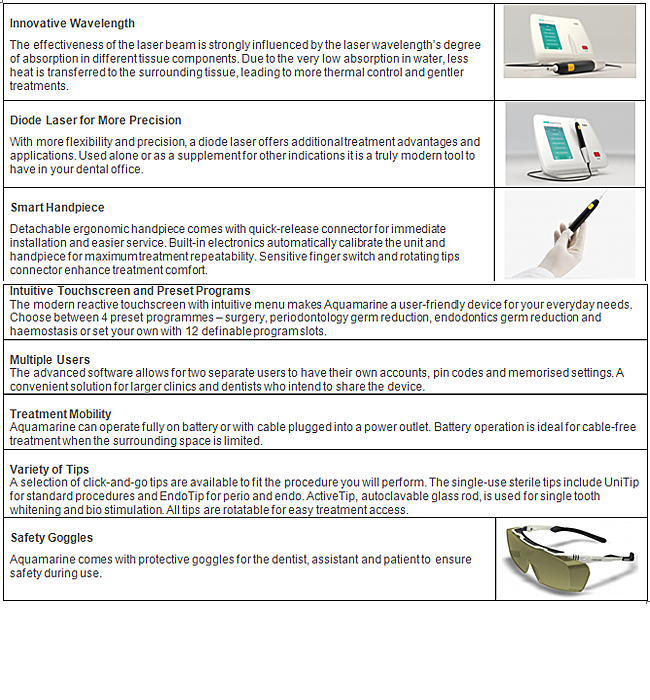 Innovative Wavelength
The effectiveness of the laser beam is strongly influenced by the laser wavelength's degree
of absorption in different tissue components. Due to the very low absorption in water, less
heat is transferred to the surrounding tissue, leading to more thermal control and gentler
treatments.
Diode Laser for More Precision
With more flexibility and precision, a diode laser offers additional treatment advantages and
applications. Used alone or as a supplement for other indications it is a truly modern tool to
have in your dental office.
Smart Handpiece
Detachable ergonomic handpiece comes with quick-release connector for immediate
installation and easier service. Built-in electronics automatically calibrate the unit and
handpiece for maximum treatment repeatability. Sensitive finger switch and rotating tips
connector enhance treatment comfort.
Intuitive Touchscreen and Preset Programs
The modern reactive touchscreen with intuitive menu makes Aquamarine a user-friendly device for your everyday needs.
Choose between 4 preset programmes – surgery, periodontology germ reduction, endodontics germ reduction and
haemostasis or set your own with 12 definable program slots.
Multiple Users
The advanced software allows for two separate users to have their own accounts, pin codes and memorised settings. A
convenient solution for larger clinics and dentists who intend to share the device.
Treatment Mobility
Aquamarine can operate fully on battery or with cable plugged into a power outlet. Battery operation is ideal for cable-free
treatment when the surrounding space is limited.
Variety of Tips
A selection of click-and-go tips are available to fit the procedure you will perform. The single-use sterile tips include UniTip
for standard procedures and EndoTip for perio and endo. ActiveTip, autoclavable glass rod, is used for single tooth
whitening and bio stimulation. All tips are rotatable for easy treatment access.
Safety Goggles
Aquamarine comes with protective goggles for the dentist, assistant and patient to ensure
safety during use.